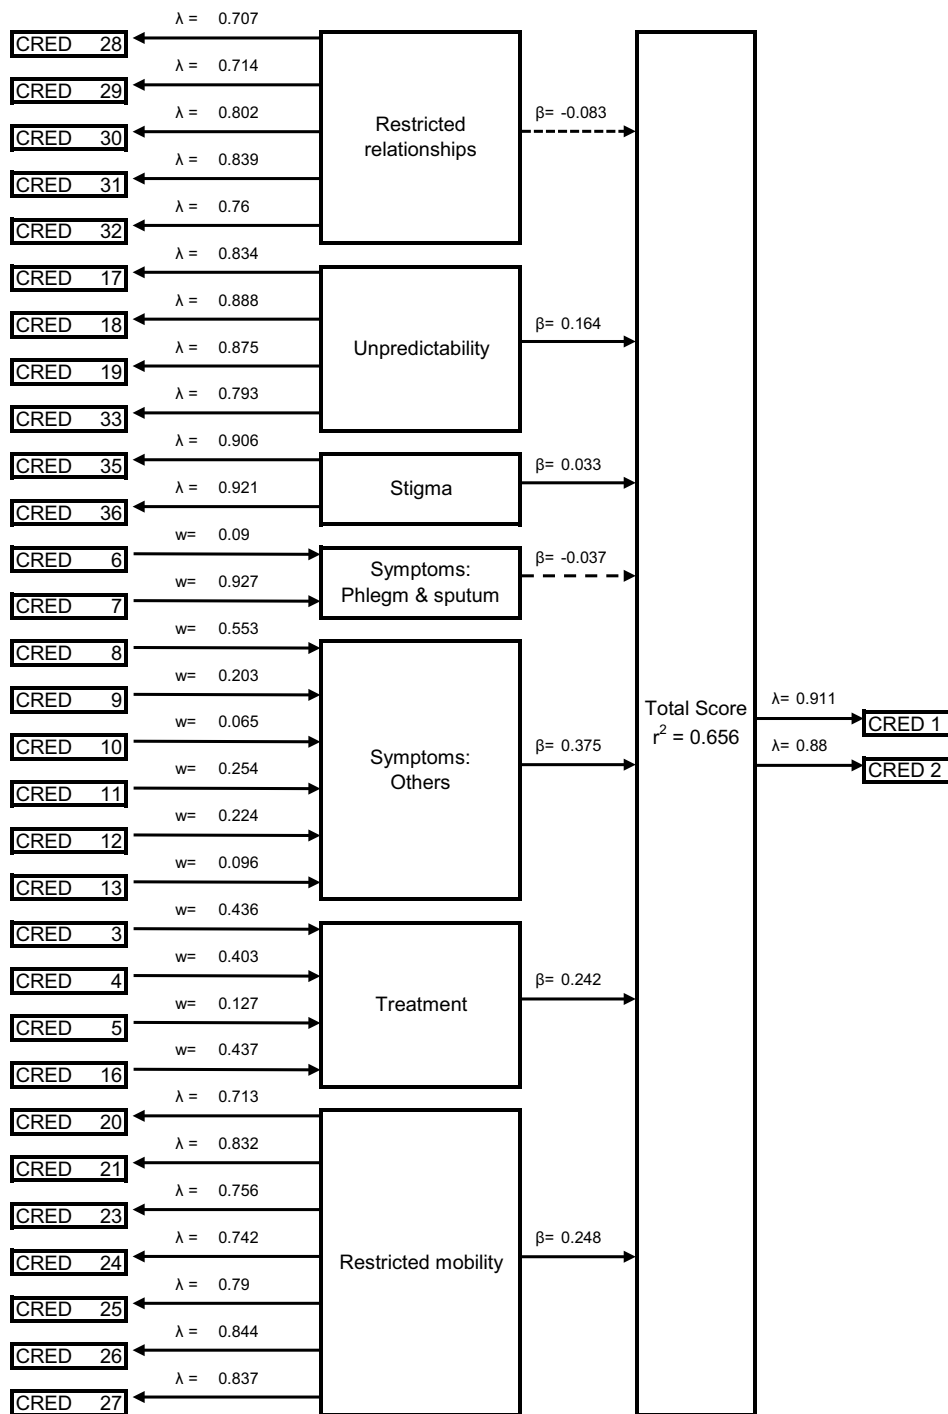 λ = 0.707
CRED 28
λ = 0.714
CRED 29
λ = 0.802
CRED 30
λ = 0.839
CRED 31
λ = 0.76
CRED 32
Restricted
relationships
β= -0.083
λ = 0.834
CRED 17
λ = 0.888
CRED 18
λ = 0.875
CRED 19
λ = 0.793
CRED 33
Unpredictability
β= 0.164
λ = 0.906
CRED 35
λ = 0.921
CRED 36
Stigma
β= 0.033
w= 0.09
CRED 6
w= 0.927
CRED 7
Symptoms:
Phlegm & sputum
β= -0.037
w= 0.553
CRED 8
w= 0.203
CRED 9
w= 0.065
CRED 10
w= 0.254
CRED 11
w= 0.224
CRED 12
w= 0.096
CRED 13
Symptoms:
Others
β= 0.375
w= 0.436
CRED 3
w= 0.403
CRED 4
w= 0.127
CRED 5
w= 0.437
CRED 16
Treatment
β= 0.242
λ = 0.713
CRED 20
λ = 0.832
CRED 21
λ = 0.756
CRED 23
λ = 0.742
CRED 24
λ = 0.79
CRED 25
λ = 0.844
CRED 26
λ = 0.837
CRED 27
Restricted mobility
β= 0.248
Total Score
r² = 0.656
λ= 0.911
CRED 1
λ= 0.88
CRED 2